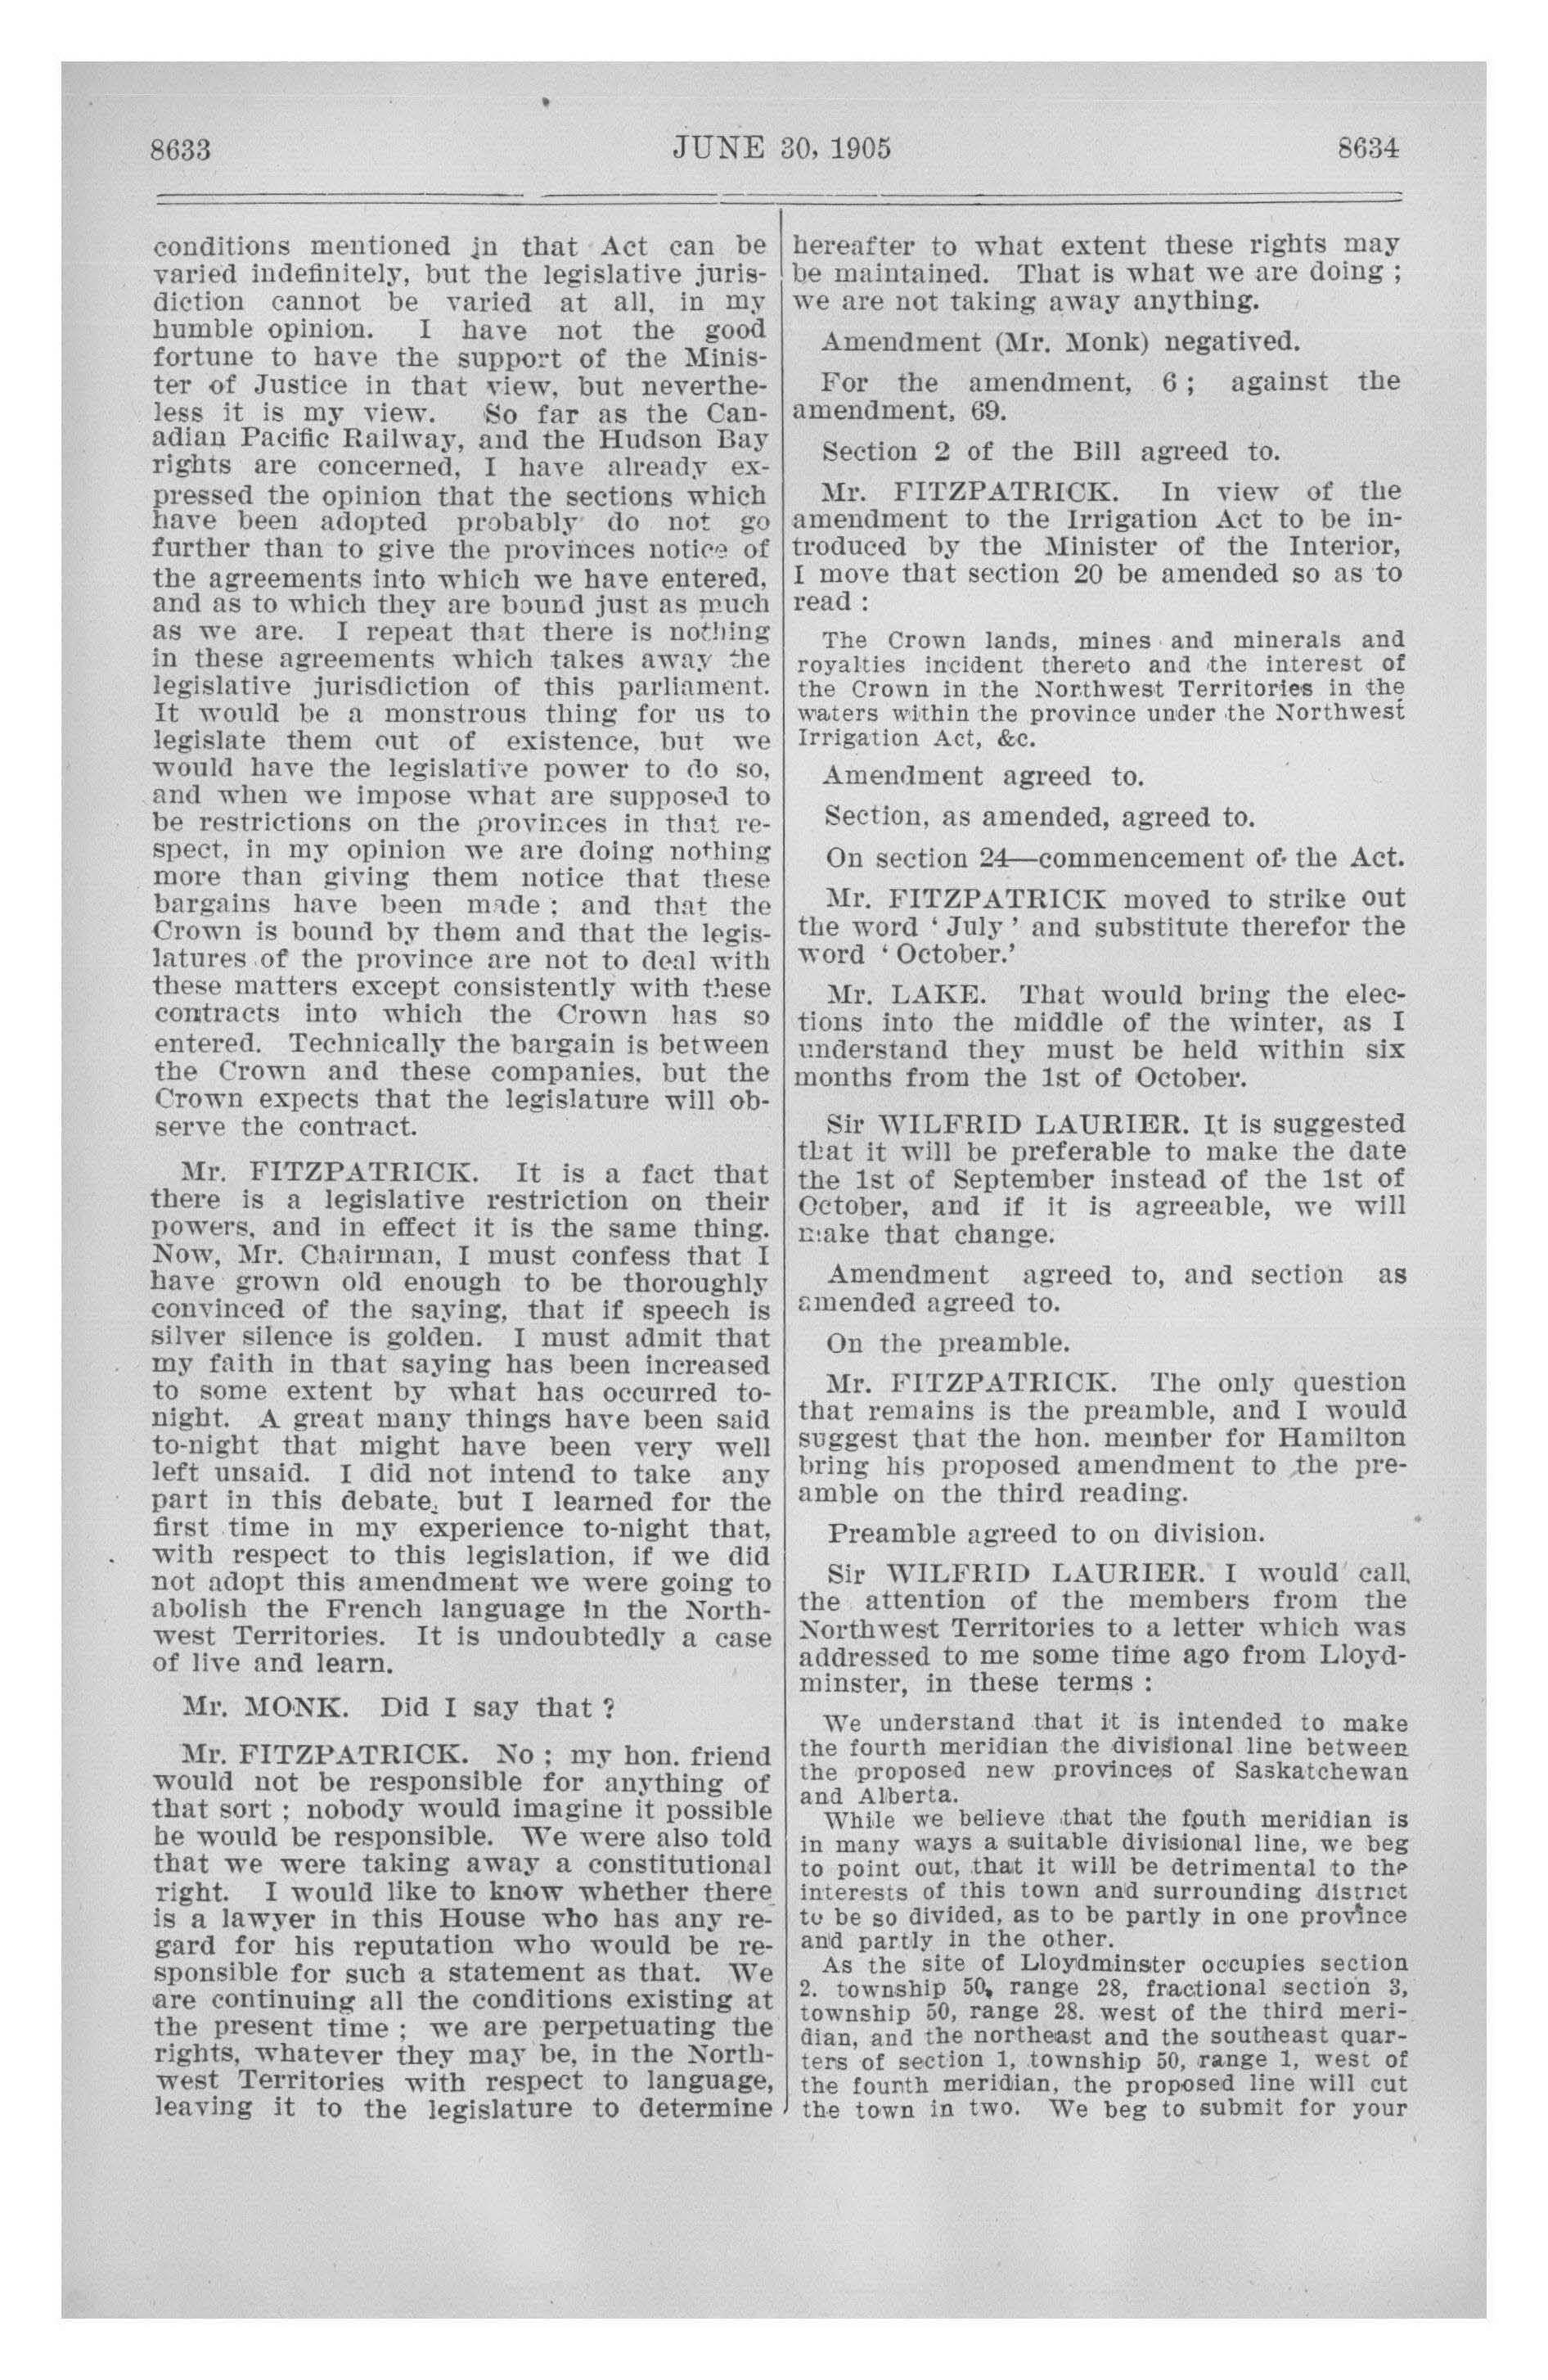 8633
JUNE 30, 1905
8634
conditions mentioned in that Act can be
varied indefinitely, but the legislative juris-
diction cannot be varied at all, in my
humble opinion. I have not the good
fortune to have the support of the Minis-
ter of Justice in that view, but neverthe-
less it is my view. So far as the Can-
adian Pacific Railway, and the Hudson Bay
rights are concerned, I have already ex-
pressed the opinion that the sections which
have been adopted probably do not go
further than to give the provinces notice of
the agreements into which we have entered,
and as to which they are bound just as much
as we are. I repeat that there is nothing
in these agreements which takes away the
legislative jurisdiction of this parliament.
It would be a monstrous thing for us to
legislate them out of existence, but we
would have the legislative power to do so,
and when we impose what are supposed to
be restrictions on the provinces in that re-
spect, in my opinion we are doing nothing
more than giving them notice that these
bargains have been made ; and that the
Crown is bound by them and that the legis-
latures of the province are not to deal with
these matters except consistently with these
contracts into which the Crown has so
entered. Technically the bargain is between
the Crown and these companies, but the
Crown expects that the legislature will ob-
serve the contract.
Mr. FITZPATRICK. It is a fact that
there is a legislative restriction on their
powers, and in effect it is the same thing.
Now, Mr. Chairman, I must confess that I
have grown old enough to be thoroughly
convinced of the saying, that if speech is
silver silence is golden. I must admit that
my faith in that saying has been increased
to some extent by what has occurred to-
night. A great many things have been said
to-night that might have been very well
left unsaid. I did not intend to take any
part in this debate, but I learned for the
first time in my experience to-night that,
with respect to this legislation, if we did
not adopt this amendment we were going to
abolish the French language in the North-
west Territories. It is undoubtedly a case
of live and learn.
Mr. MONK. Did I say that ?
Mr. FITZPATRICK. No ; my hon. friend
would not be responsible for anything of
that sort ; nobody would imagine it possible
he would be responsible. We were also told
that we were taking away a constitutional
right. I would like to know whether there
is a lawyer in this House who has any re-
gard for his reputation who would be re-
sponsible for such a statement as that. We
are continuing all the conditions existing at
the present time ; we are perpetuating the
rights, whatever they may be, in the North-
west Territories with respect to language,
leaving it to the legislature to determine
hereafter to what extent these rights may
be maintained. That is what we are doing ;
we are not taking away anything.
Amendment (Mr. Monk) negatived.
For the amendment, 6 ; against the
amendment, 69.
Section 2 of the Bill agreed to.
Mr. FITZPATRICK. In view of the
amendment to the Irrigation Act to be in-
troduced by the Minister of the Interior,
I move that section 20 be amended so as to
read :
The Crown lands, mines and minerals and
royalties incident thereto and the interest of
the Crown in the Northwest Territories in the
waters within the province under the Northwest
Irrigation Act, &c.
Amendment agreed to.
Section, as amended, agreed to.
On section 24—commencement of the Act.
Mr. FITZPATRICK moved to strike out
the word ‘ July ’ and substitute therefor the
word ‘ October.’
Mr. LAKE. That would bring the elec-
tions into the middle of the winter, as I
understand they must be held within six
months from the 1st of October.
Sir WILFRID LAURIER. It is suggested
that it will be preferable to make the date
the 1st of September instead of the 1st of
October, and if it is agreeable, we will
make that change.
Amendment agreed to, and section as
amended agreed to.
On the preamble.
Mr. FITZPATRICK. The only question
that remains is the preamble, and I would
suggest that the hon. member for Hamilton
bring his proposed amendment to the pre-
amble on the third reading.
Preamble agreed to on division.
Sir WILFRID LAURIER. I would call
the attention of the members from the
Northwest Territories to a letter which was
addressed to me some time ago from Lloyd-
minster, in these terms :
We understand that it is intended to make
the fourth meridian the divisional line between
the proposed new provinces of Saskatchewan
and Alberta.
While we believe that the fouth meridian is
in many ways a suitable divisional line, we beg
to point out, that it will be detrimental to the
interests of this town and surrounding district
to be so divided, as to be partly in one province
and partly in the other.
As the site of Lloydminster occupies section
2. township 50, range 28, fractional section 3,
township 50, range 28. west of the third meri-
dian, and the northeast and the southeast quar-
ters of section 1, township 50, range 1, west of
the fourth meridian, the proposed line will cut
the town in two. We beg to submit for your